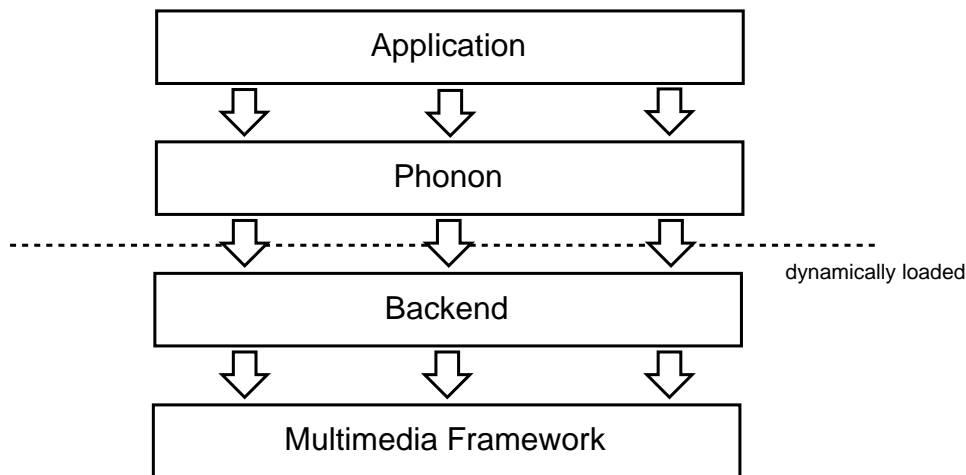 Application
Phonon
dynamically loaded
Backend
Multimedia Framework